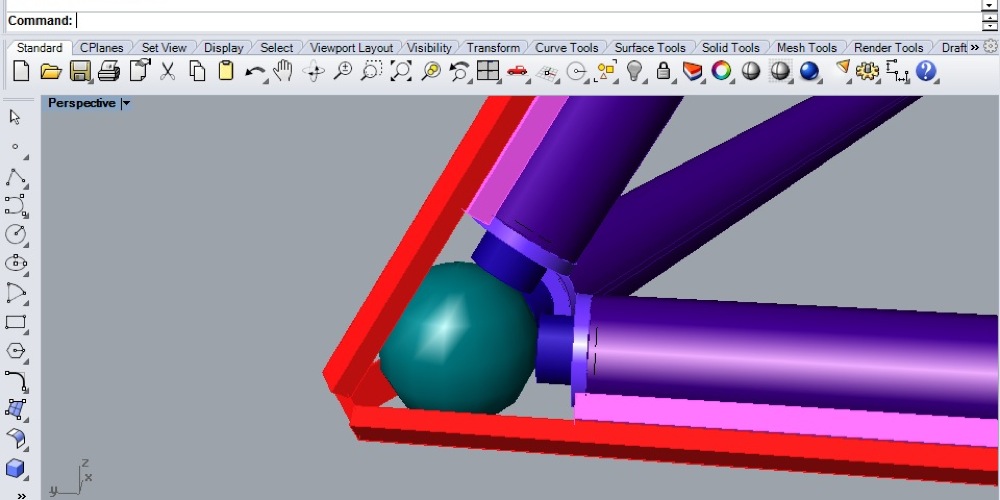 Command:
Standard CPlanes Set View Display Select Viewport Layout Visibility Transform Curve Tools Surface Tools Solid Tools Mesh Tools Render Tools Draft »
Perspective
z
x
y
»